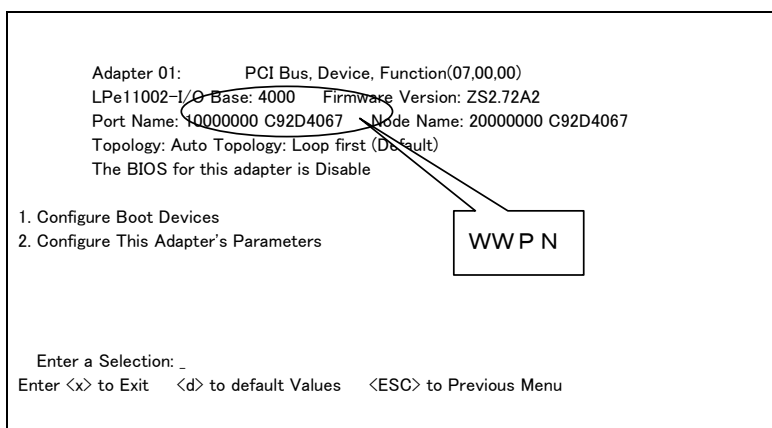 Adapter 01: PCI Bus, Device, Function(07,00,00)
LPe11002-I/O Base: 4000 Firmware Version: ZS2.72A2
Port Name: 10000000 C92D4067 Node Name: 20000000 C92D4067
Topology: Auto Topology: Loop first (Default)
The BIOS for this adapter is Disable
1. Configure Boot Devices
2. Configure This Adapter's Parameters
ＷＷＰＮ
Enter a Selection: _
Enter <x> to Exit <d> to default Values <ESC> to Previous Menu